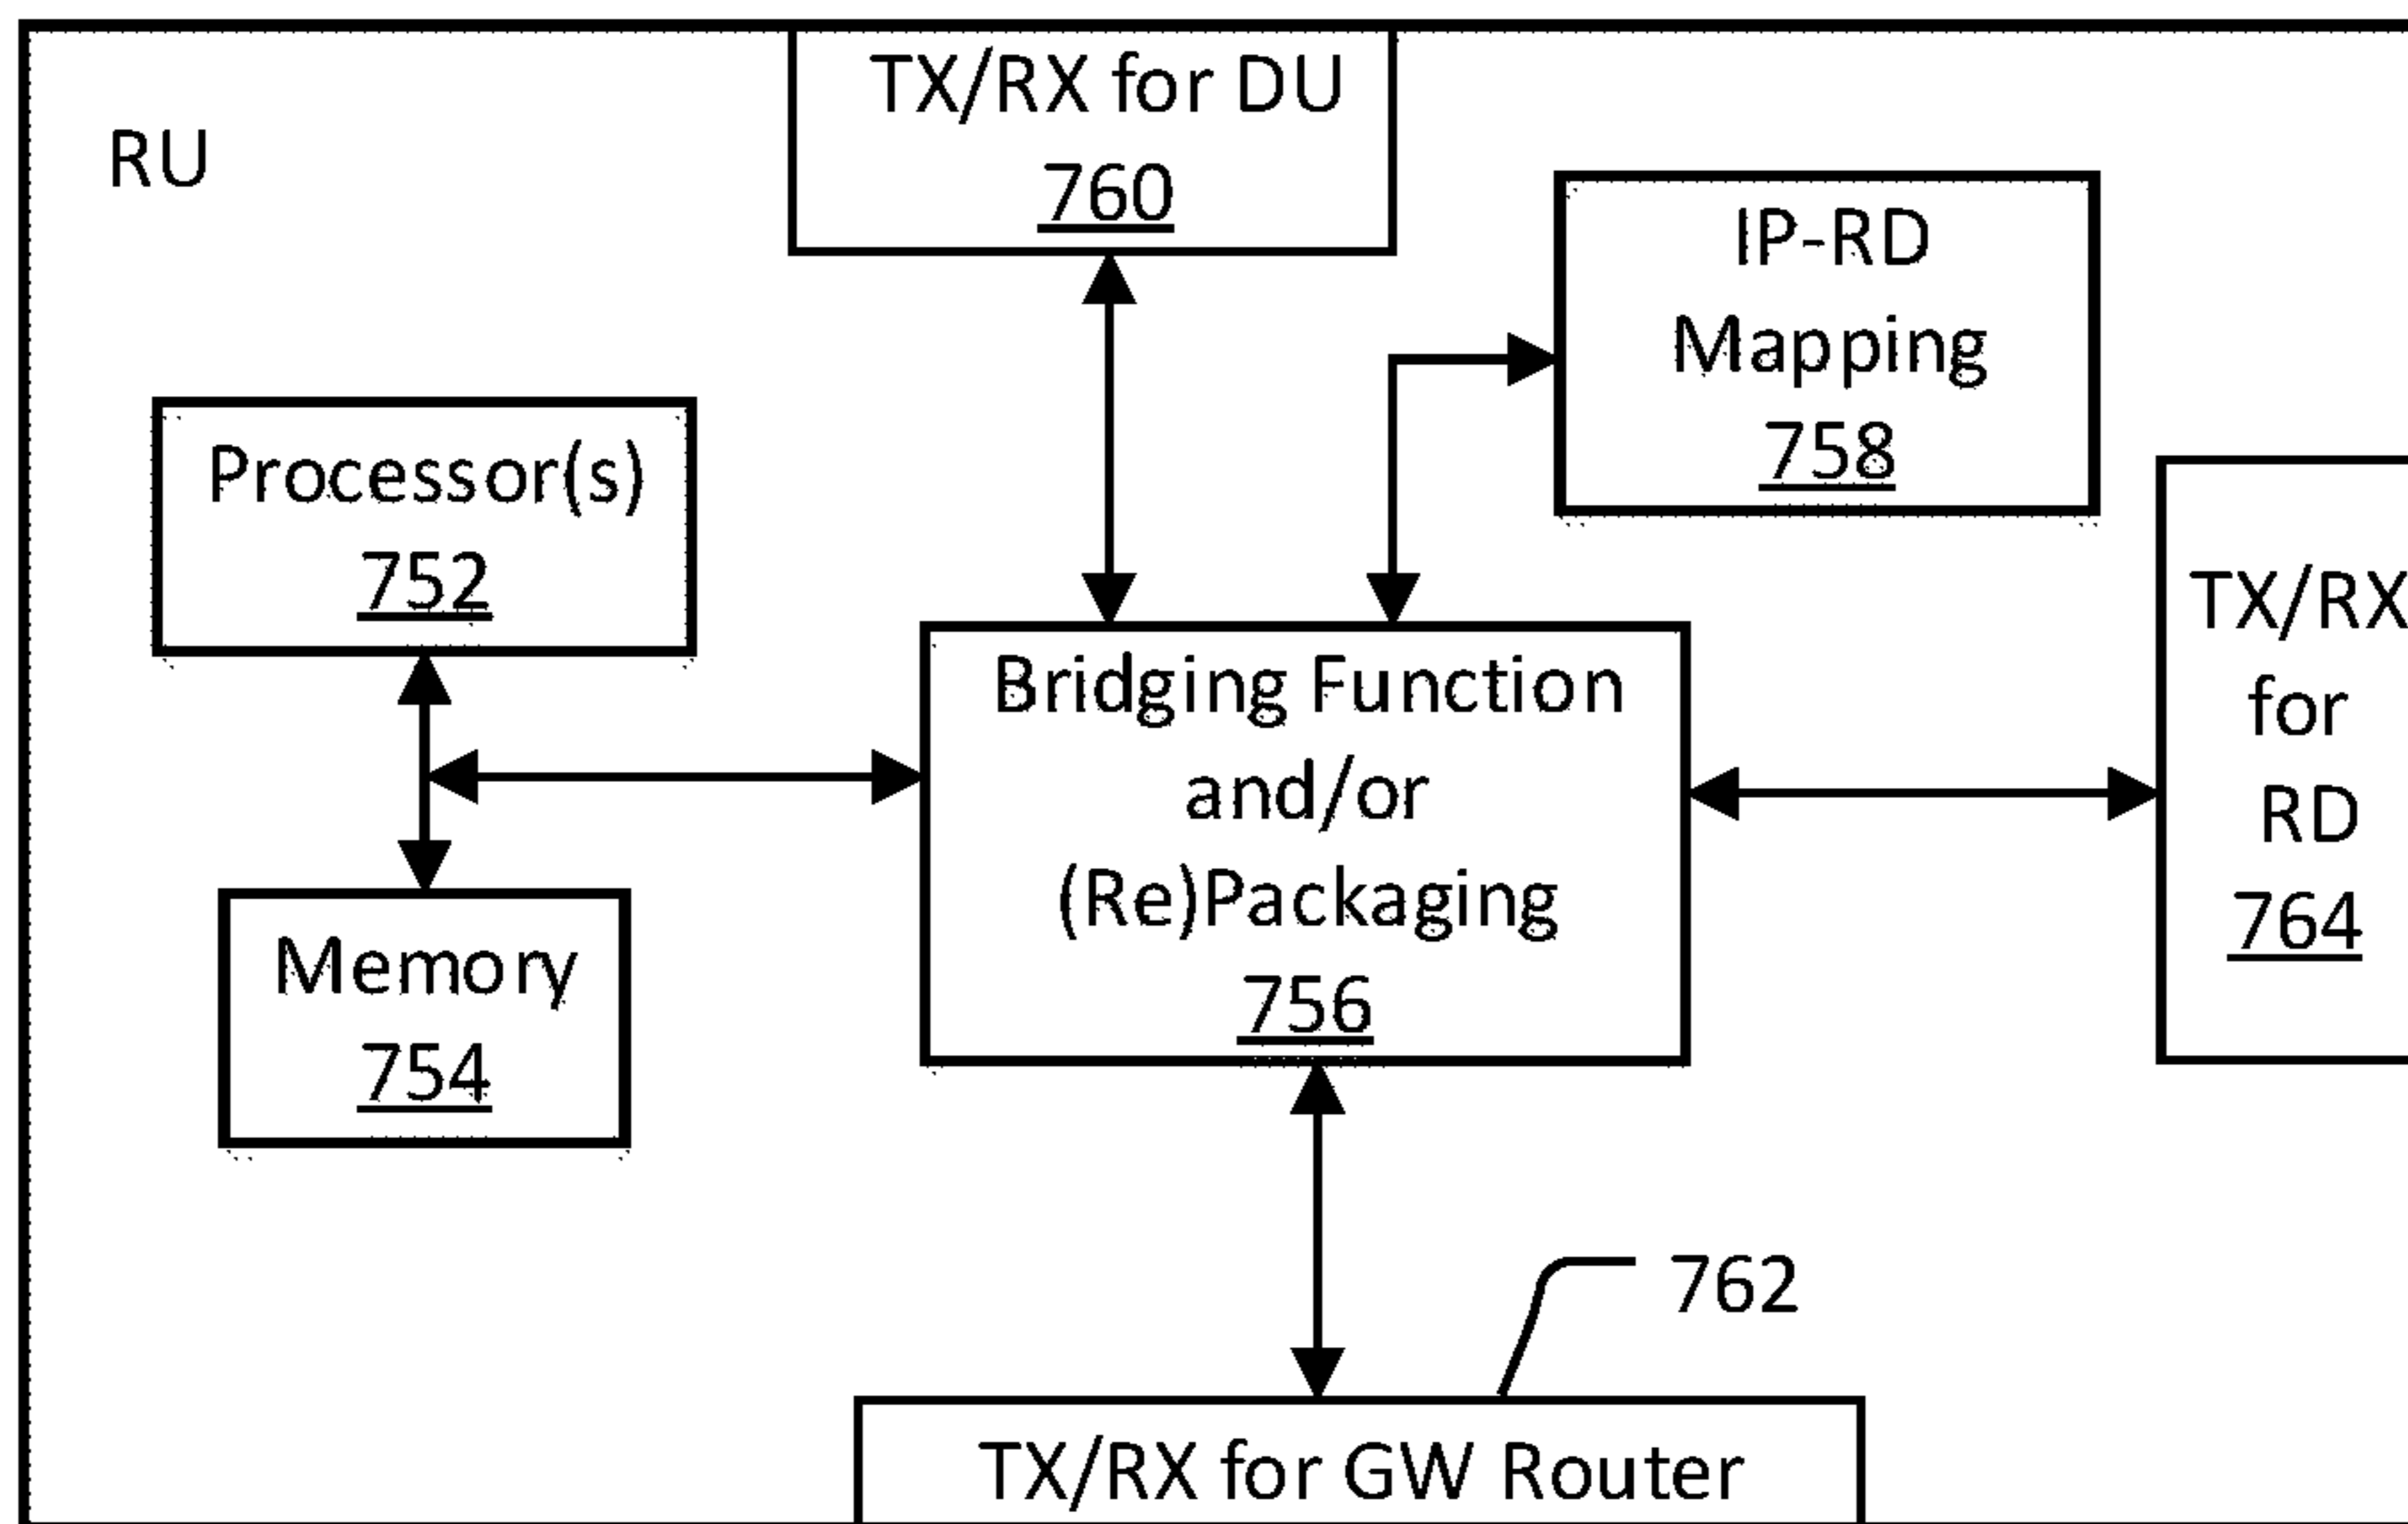 RU
TX/RX for DU
760
IP-RD
Mapping
758
Processor(s)
752
Memory
754
Bridging Function
and/or
(Re)Packaging
756
TX/RX
for
RD
764
762
TX/RX for GW Router